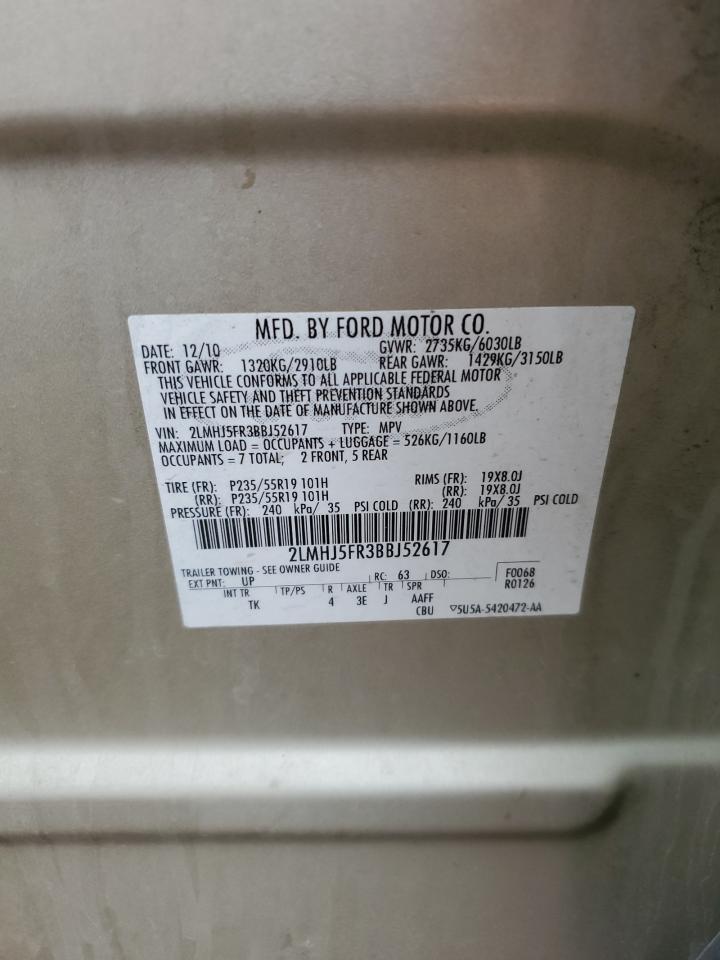 MFD. BY FORD MOTOR CO.
DATE: 12/10 GVWR: 2735KG/6030LB
FRONT GAWR: 1320KG/2910LB REAR GAWR: 1429KG/3150LB
THIS VEHICLE CONFORMS TO ALL APPLICABLE FEDERAL MOTOR
VEHICLE SAFETY AND THEFT PREVENTION STANDARDS
IN EFFECT ON THE DATE OF MANUFACTURE SHOWN ABOVE.
VIN: 2LMHJ5FR3BBJ52617 TYPE: MPV
MAXIMUM LOAD = OCCUPANTS + LUGGAGE = 526KG/1160LB
OCCUPANTS = 7 TOTAL; 2 FRONT, 5 REAR
TIRE (FR): P235/55R19 101H RIMS (FR): 19X8.0J
(RR): P235/55R19 101H (RR): 19X8.0J
PRESSURE (FR): 240 kPa/ 35 PSI COLD (RR): 240 kPa/ 35 PSI COLD
2LMHJ5FR3BBJ52617
TRAILER TOWING - SEE OWNER GUIDE
EXT PNT: UP RC: 63 DSO: F0068
R0126
INT TR TP/PS R AXLE TR SPR
TK 4 3E J AAFF
CBU ▽5U5A-5420472-AA